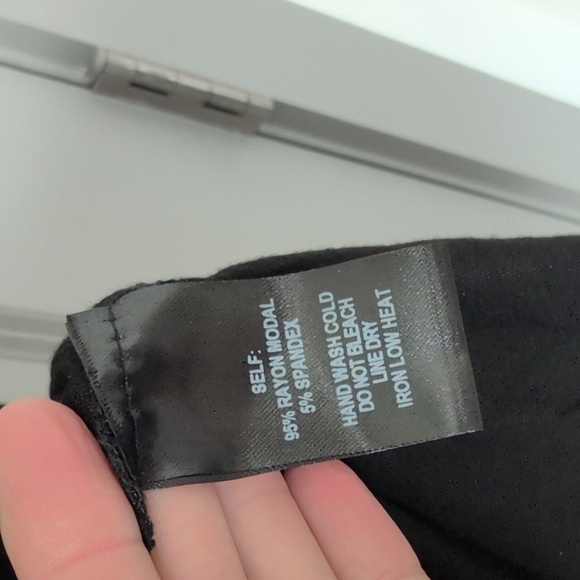 SELF:
95% RAYON MODAL
5% SPANDEX
HAND WASH COLD
DO NOT BLEACH
LINE DRY
IRON LOW HEAT